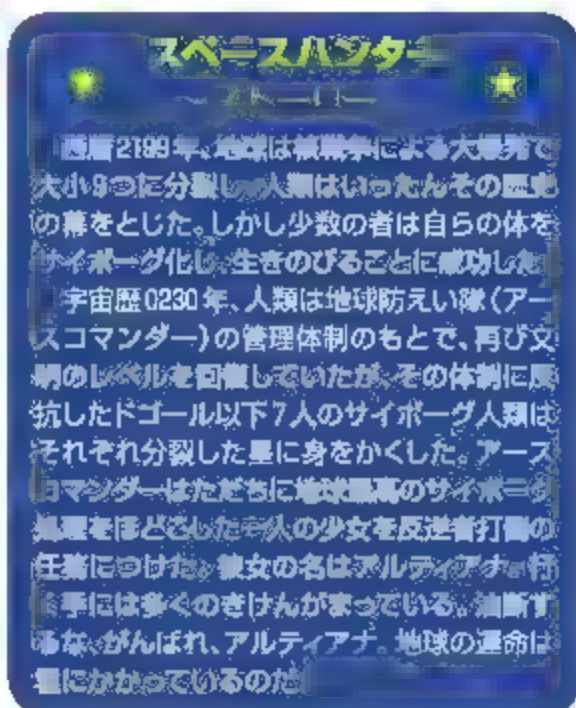 スペースハンター
ストーリー
西暦2199年、地球は核戦争による大爆発で
大小9つに分裂し、人類はいったんその歴史
の幕をとじた。しかし少数の者は自らの体を
サイボーグ化し、生きのびることに成功した。
宇宙歴0230年、人類は地球防えい隊(アー
スコマンダー)の管理体制のもとで、再び文
明のレベルを回復していたが、その体制に反
抗したドゴール以下7人のサイボーグ人類は
それぞれ分裂した星に身をかくした。アース
コマンダーはただちに地球最高のサイボーグ
処理をほどこした一人の少女を反逆者打倒の
任務につけた。彼女の名はアルティアナ。行
く手には多くのきけんがまっている。油断す
るな、がんばれ、アルティアナ。地球の運命は
君にかかっているのだ